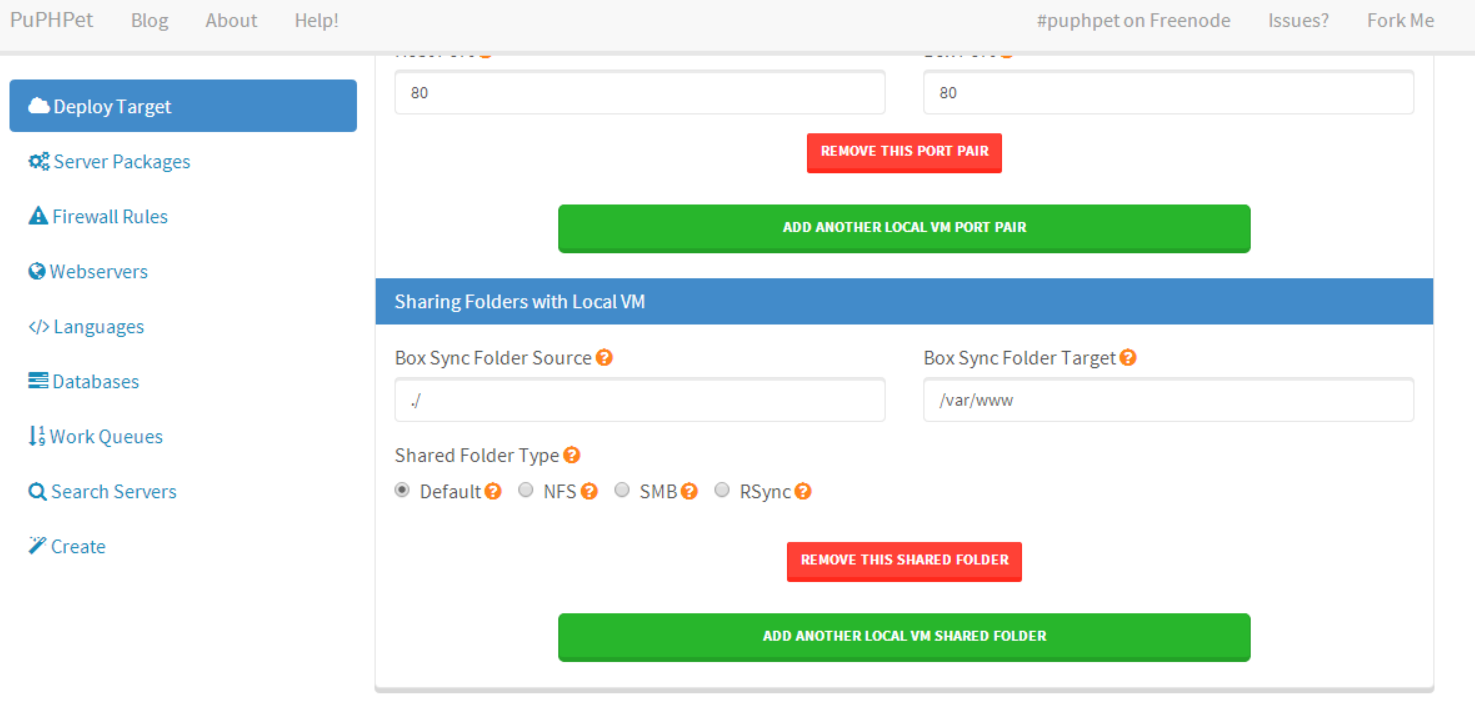 PuPHPet Blog About Help! #puphpet on Freenode Issues? Fork Me
Deploy Target
Server Packages
Firewall Rules
Webservers
</> Languages
Databases
Work Queues
Search Servers
Create
80 80
REMOVE THIS PORT PAIR
ADD ANOTHER LOCAL VM PORT PAIR
Sharing Folders with Local VM
Box Sync Folder Source ? Box Sync Folder Target ?
./ /var/www
Shared Folder Type ?
Default ? NFS ? SMB ? RSync ?
REMOVE THIS SHARED FOLDER
ADD ANOTHER LOCAL VM SHARED FOLDER